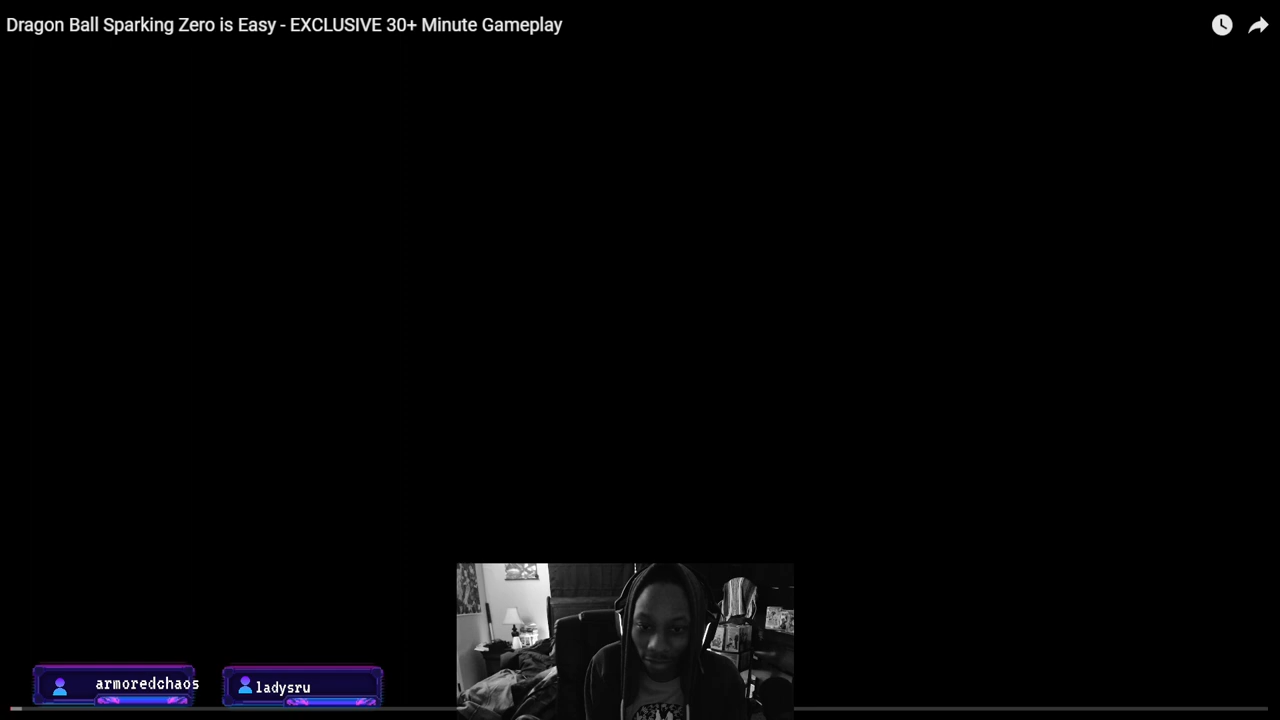 Dragon Ball Sparking Zero is Easy - EXCLUSIVE 30+ Minute Gameplay
armoredchaos
ladysru